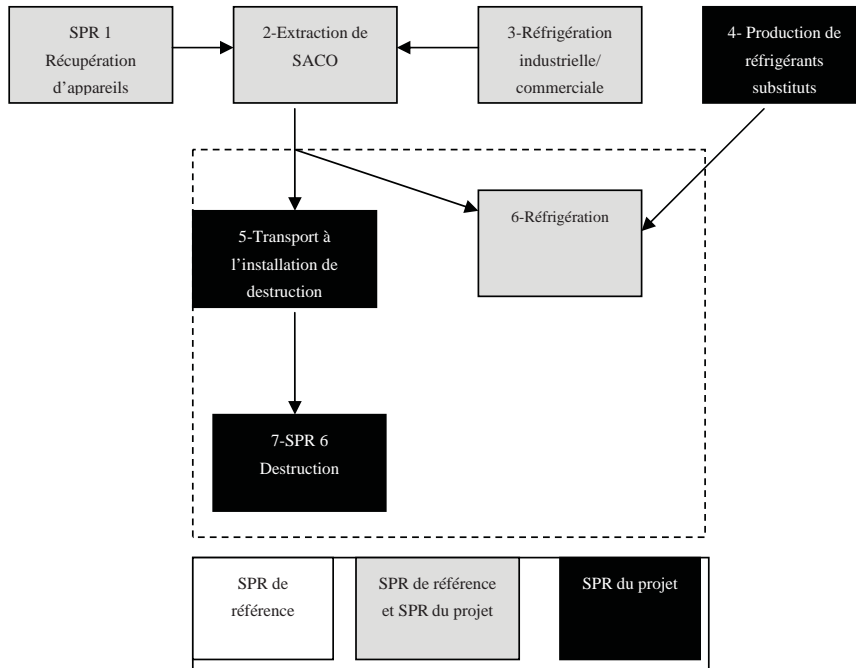 SPR 1
Récupération
d’appareils
2-Extraction de
SACO
3-Réfrigération
industrielle/
commerciale
4- Production de
réfrigérants
substituts
5-Transport à
l’installation de
destruction
6-Réfrigération
7-SPR 6
Destruction
SPR de
référence
SPR de référence
et SPR du projet
SPR du projet